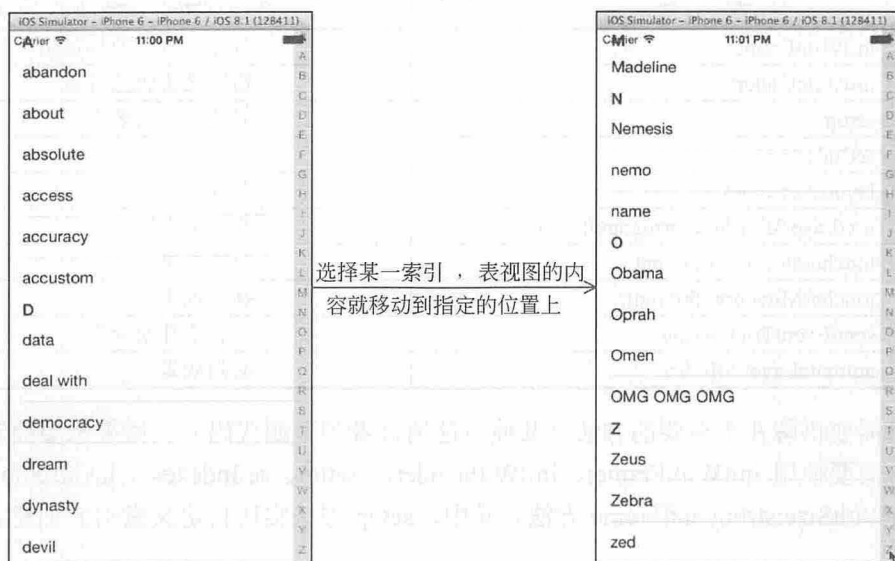 iOS Simulator - iPhone 6 - iPhone 6 / iOS 8.1 (12B411)
Carrier 11:00 PM
A
abandon
about
absolute
access
accuracy
accustom
D
data
deal with
democracy
dream
dynasty
devil
A
B
C
D
E
F
G
H
I
J
K
L
M
N
O
P
Q
R
S
T
U
V
W
X
Y
Z
选择某一索引 ，表视图的内
容就移动到指定的位置上
iOS Simulator - iPhone 6 - iPhone 6 / iOS 8.1 (12B411)
Carrier 11:01 PM
M
Madeline
N
Nemesis
nemo
name
O
Obama
Oprah
Omen
OMG OMG OMG
Z
Zeus
Zebra
zed
A
B
C
D
E
F
G
H
I
J
K
L
M
N
O
P
Q
R
S
T
U
V
W
X
Y
Z